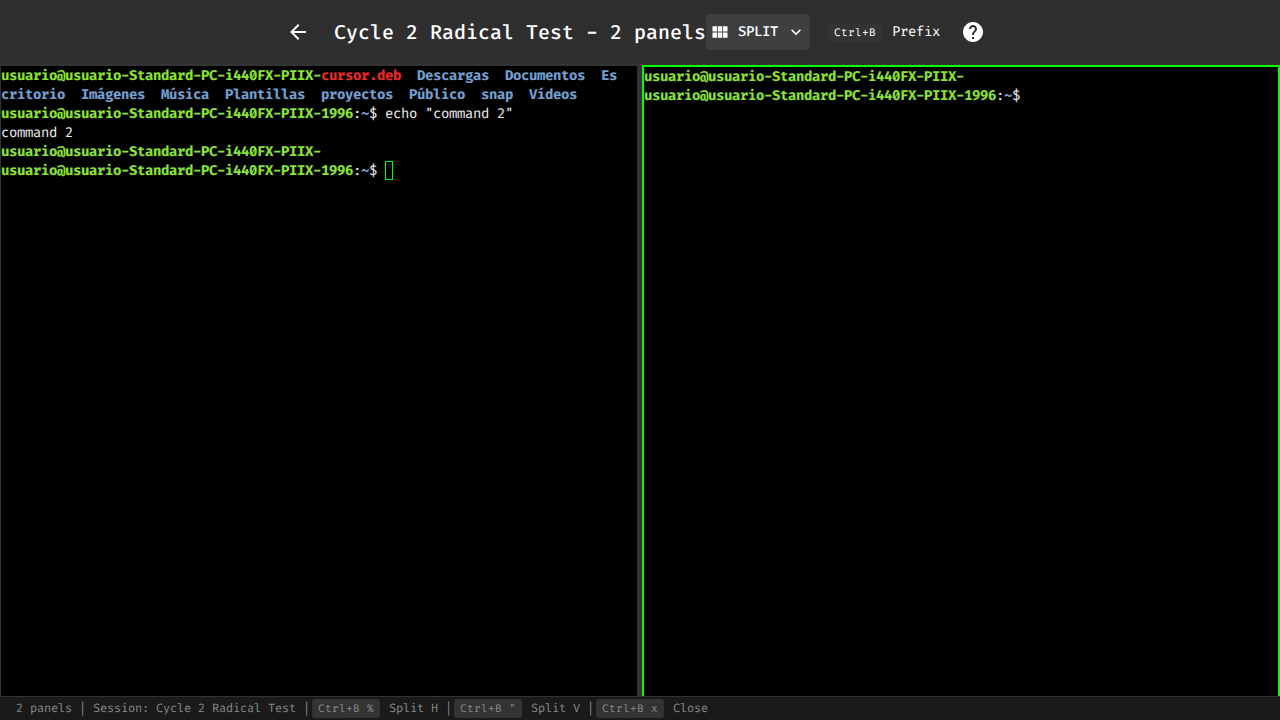 Cycle 2 Radical Test - 2 panels SPLIT Ctrl+B Prefix
usuario@usuario-Standard-PC-i440FX-PIIX-cursor.deb  Descargas  Documentos  Es
critorio  Imágenes  Música  Plantillas  proyectos  Público  snap  Vídeos
usuario@usuario-Standard-PC-i440FX-PIIX-1996:~$ echo "command 2"
command 2
usuario@usuario-Standard-PC-i440FX-PIIX-
usuario@usuario-Standard-PC-i440FX-PIIX-1996:~$
usuario@usuario-Standard-PC-i440FX-PIIX-
usuario@usuario-Standard-PC-i440FX-PIIX-1996:~$
2 panels | Session: Cycle 2 Radical Test | Ctrl+B % Split H | Ctrl+B " Split V | Ctrl+B x Close